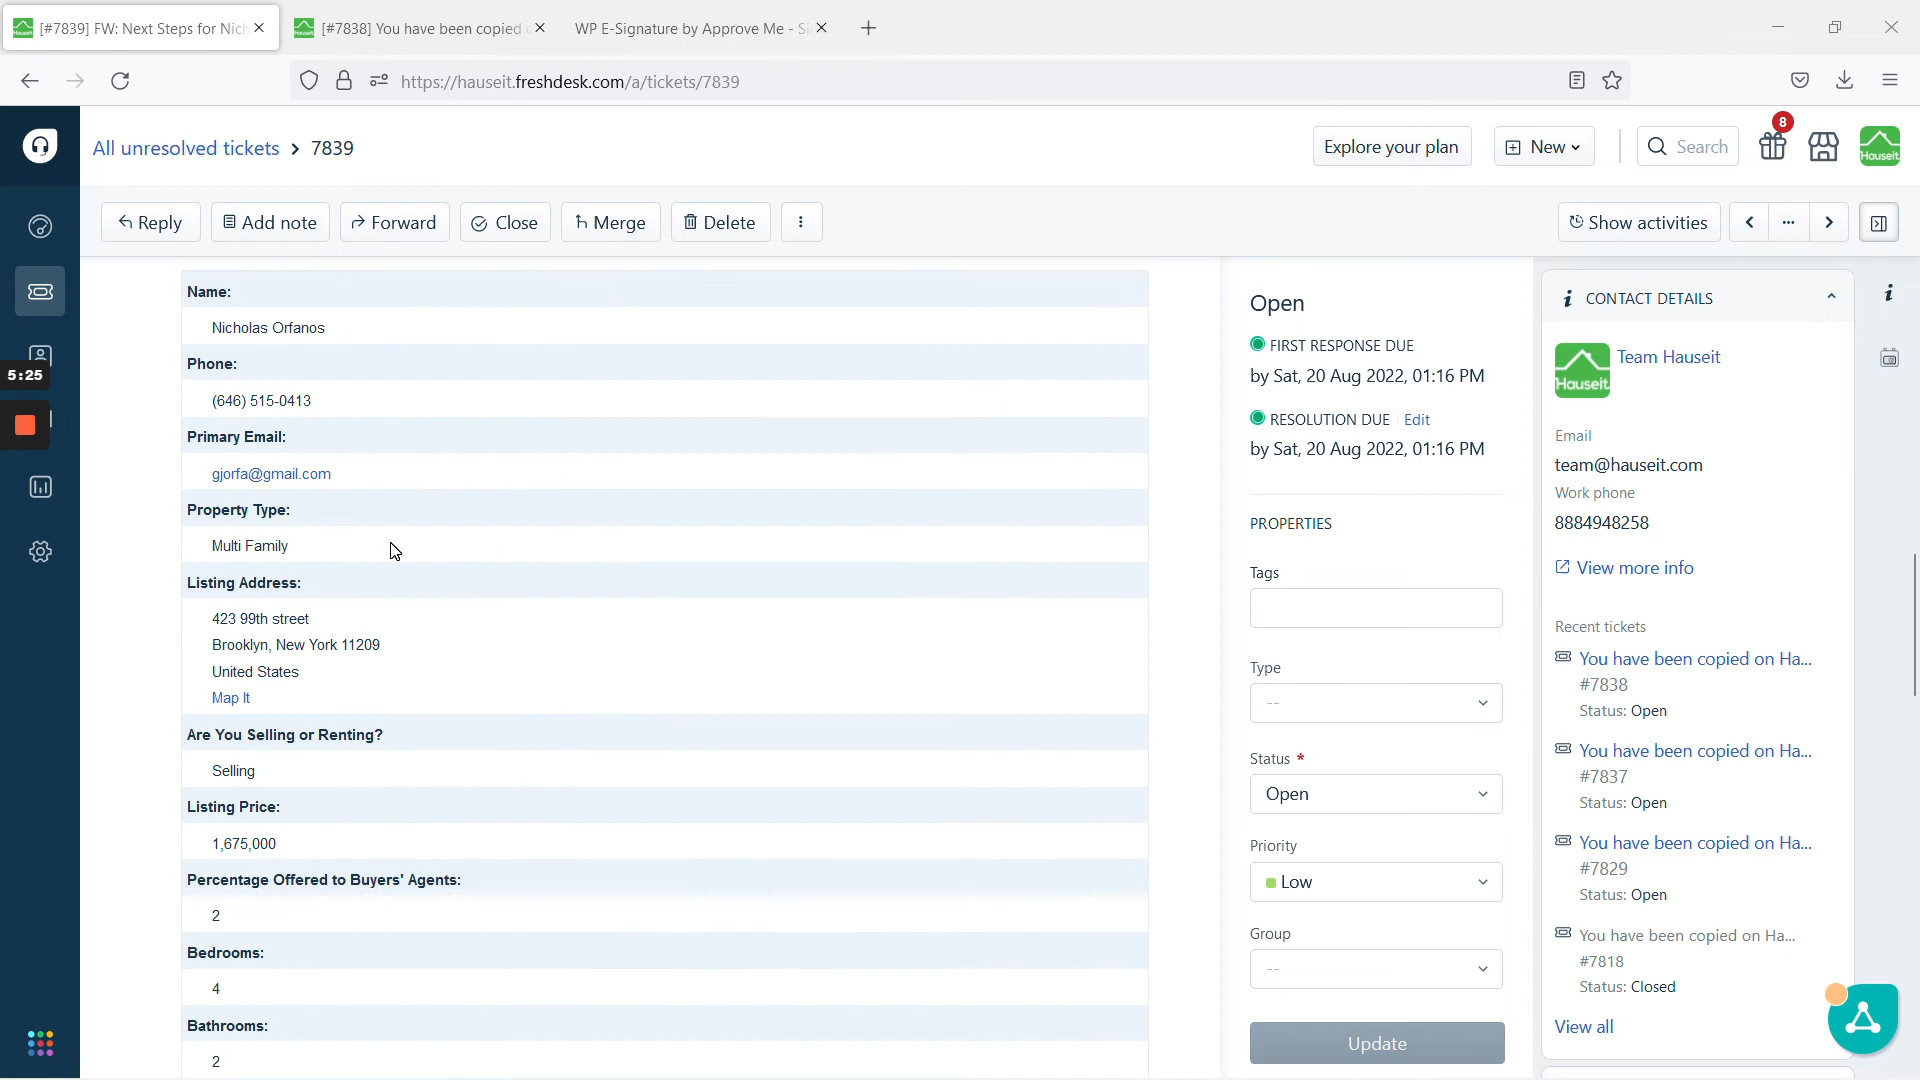 [#7839] FW: Next Steps for Nich
[#7838] You have been copied
WP E-Signature by Approve Me - Si
https://hauseit.freshdesk.com/a/tickets/7839
All unresolved tickets > 7839
Explore your plan
New
Search
8
Hauseit
Reply
Add note
Forward
Close
Merge
Delete
Show activities
5:25
Name:
Nicholas Orfanos
Phone:
(646) 515-0413
Primary Email:
gjorfa@gmail.com
Property Type:
Multi Family
Listing Address:
423 99th street
Brooklyn, New York 11209
United States
Map It
Are You Selling or Renting?
Selling
Listing Price:
1,675,000
Percentage Offered to Buyers' Agents:
2
Bedrooms:
4
Bathrooms:
2
Open
FIRST RESPONSE DUE
by Sat, 20 Aug 2022, 01:16 PM
RESOLUTION DUE Edit
by Sat, 20 Aug 2022, 01:16 PM
PROPERTIES
Tags
Type
--
Status *
Open
Priority
Low
Group
--
Update
CONTACT DETAILS
Hauseit
Team Hauseit
Email
team@hauseit.com
Work phone
8884948258
View more info
Recent tickets
You have been copied on Ha...
#7838
Status: Open
You have been copied on Ha...
#7837
Status: Open
You have been copied on Ha...
#7829
Status: Open
You have been copied on Ha...
#7818
Status: Closed
View all